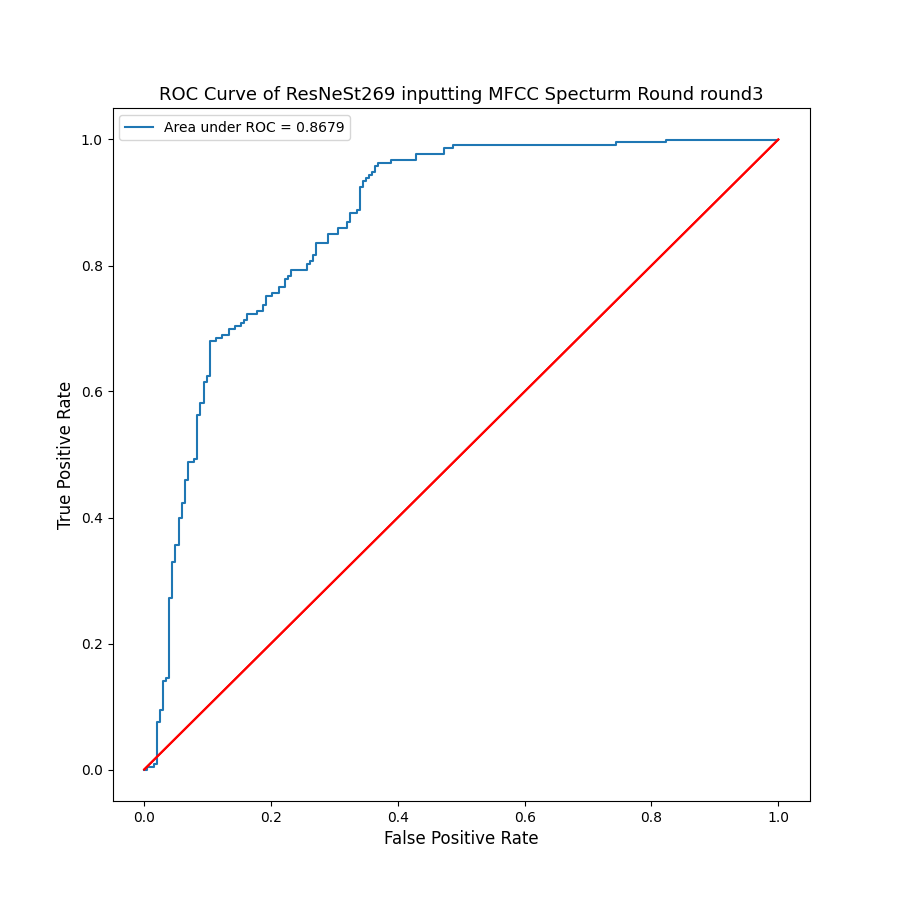 ROC Curve of ResNeSt269 inputting MFCC Specturm Round round3
Area under ROC = 0.8679
1.0
0.8
0.6
0.4
0.2
0.0
True Positive Rate
0.0 0.2 0.4 0.6 0.8 1.0
False Positive Rate